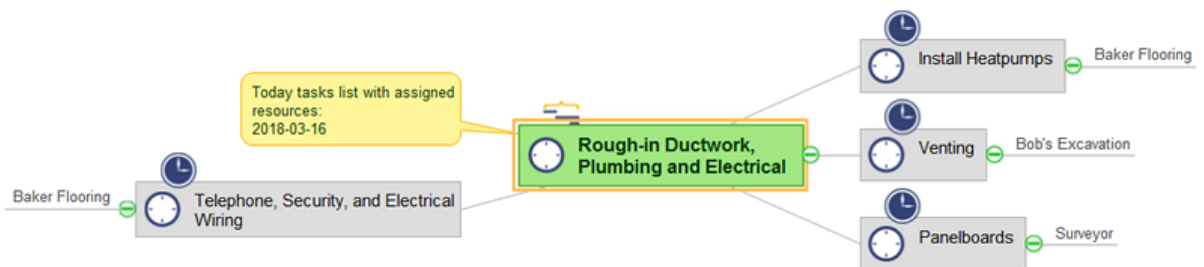 Today tasks list with assigned
resources:
2018-03-16
Rough-in Ductwork,
Plumbing and Electrical
Install Heatpumps
Baker Flooring
Venting
Bob's Excavation
Panelboards
Surveyor
Telephone, Security, and Electrical
Wiring
Baker Flooring